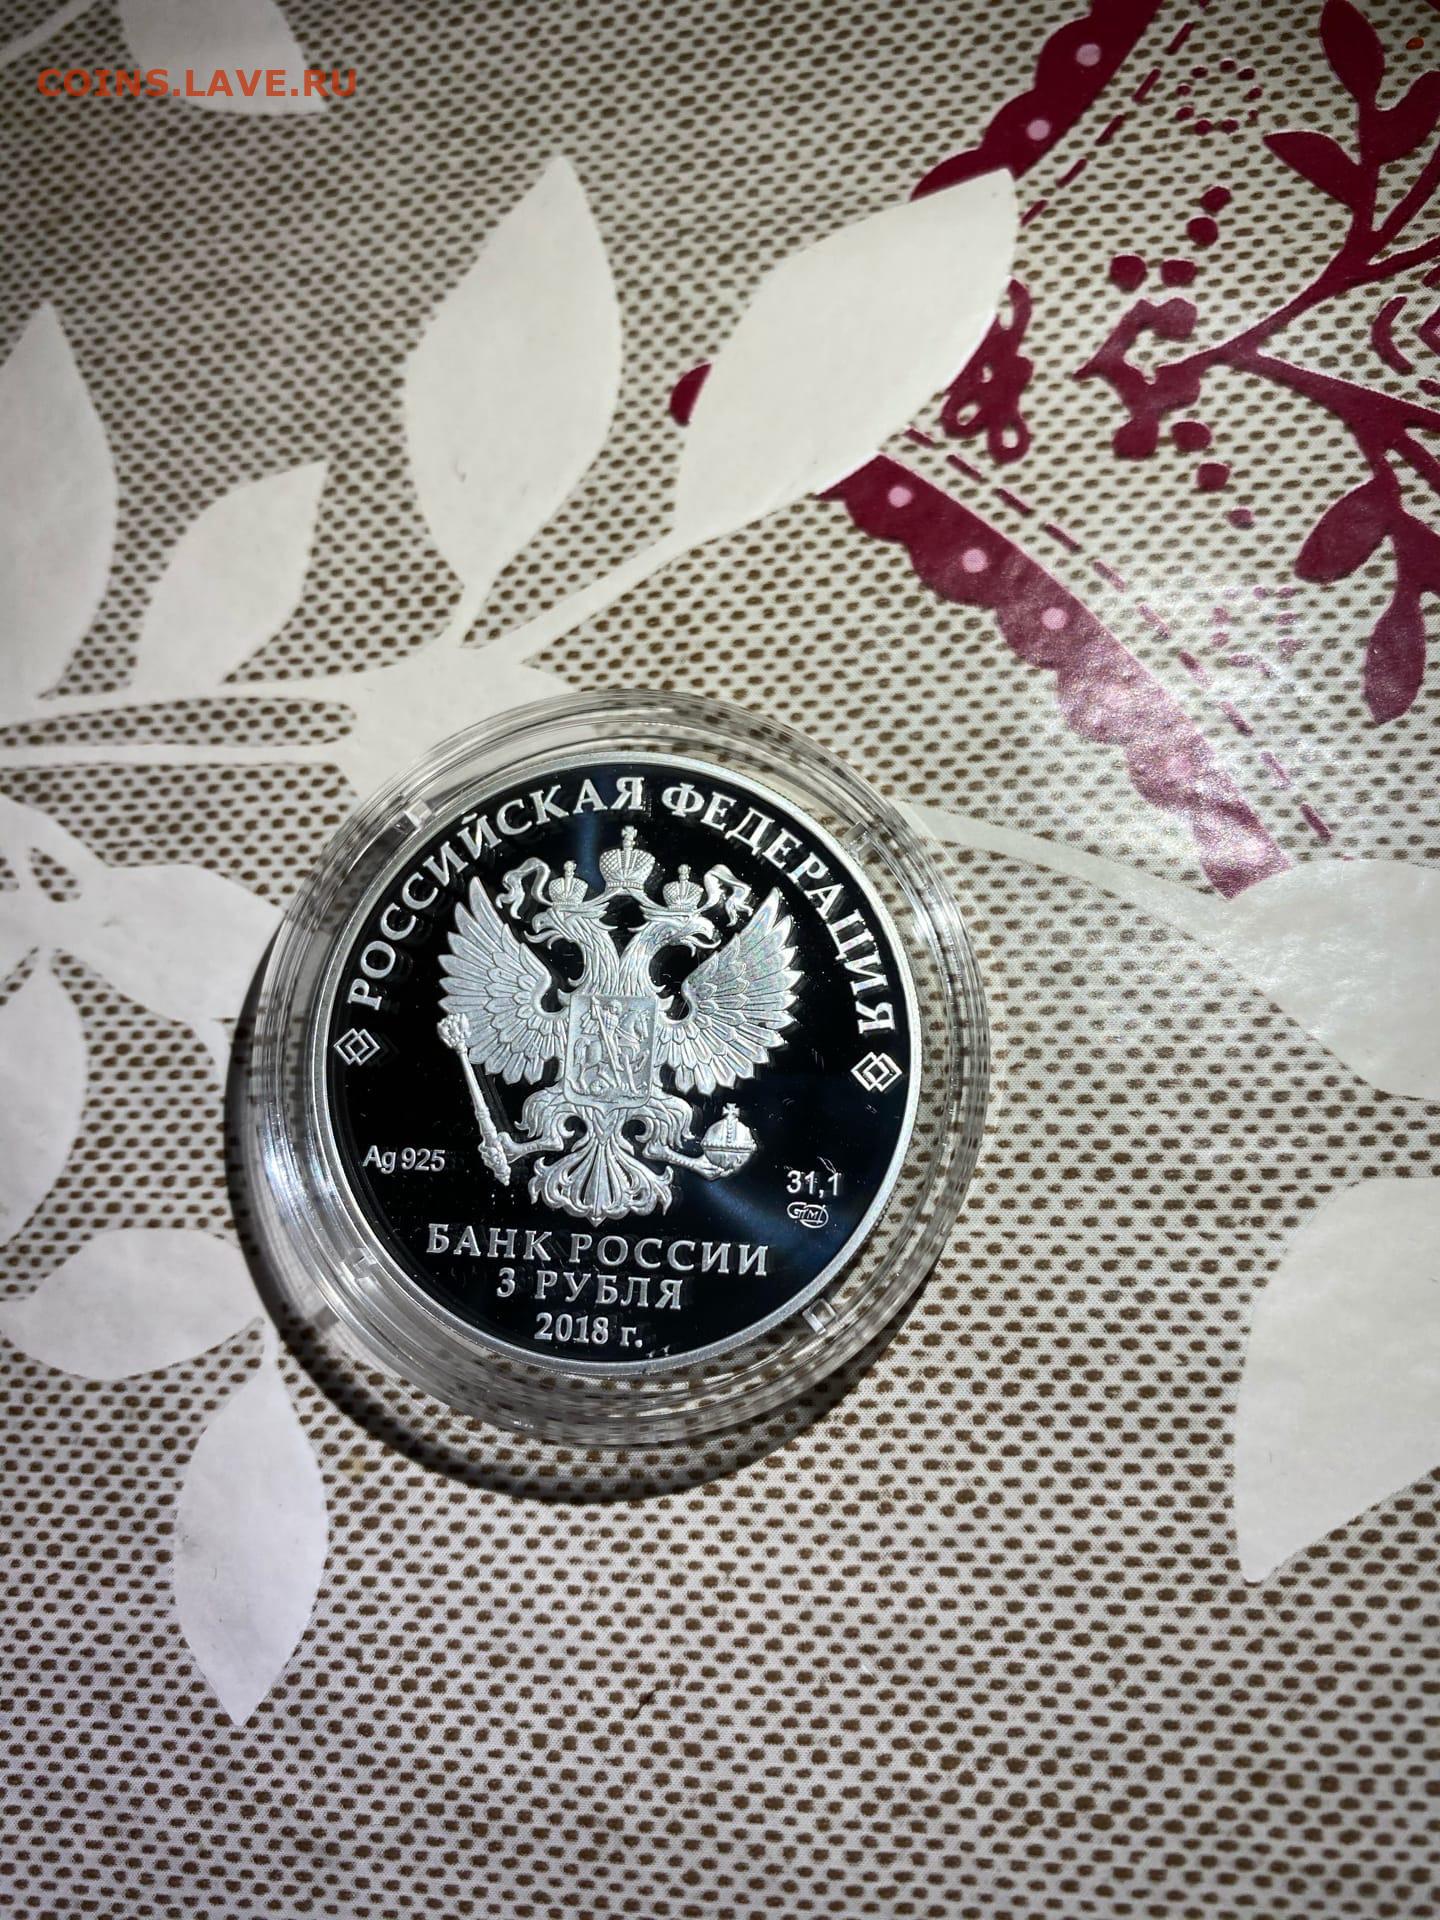 COINS.LAVE.RU
РОССИЙСКАЯ ФЕДЕРАЦИЯ
Ag 925
31,1
БАНК РОССИИ
3 РУБЛЯ
2018 г.